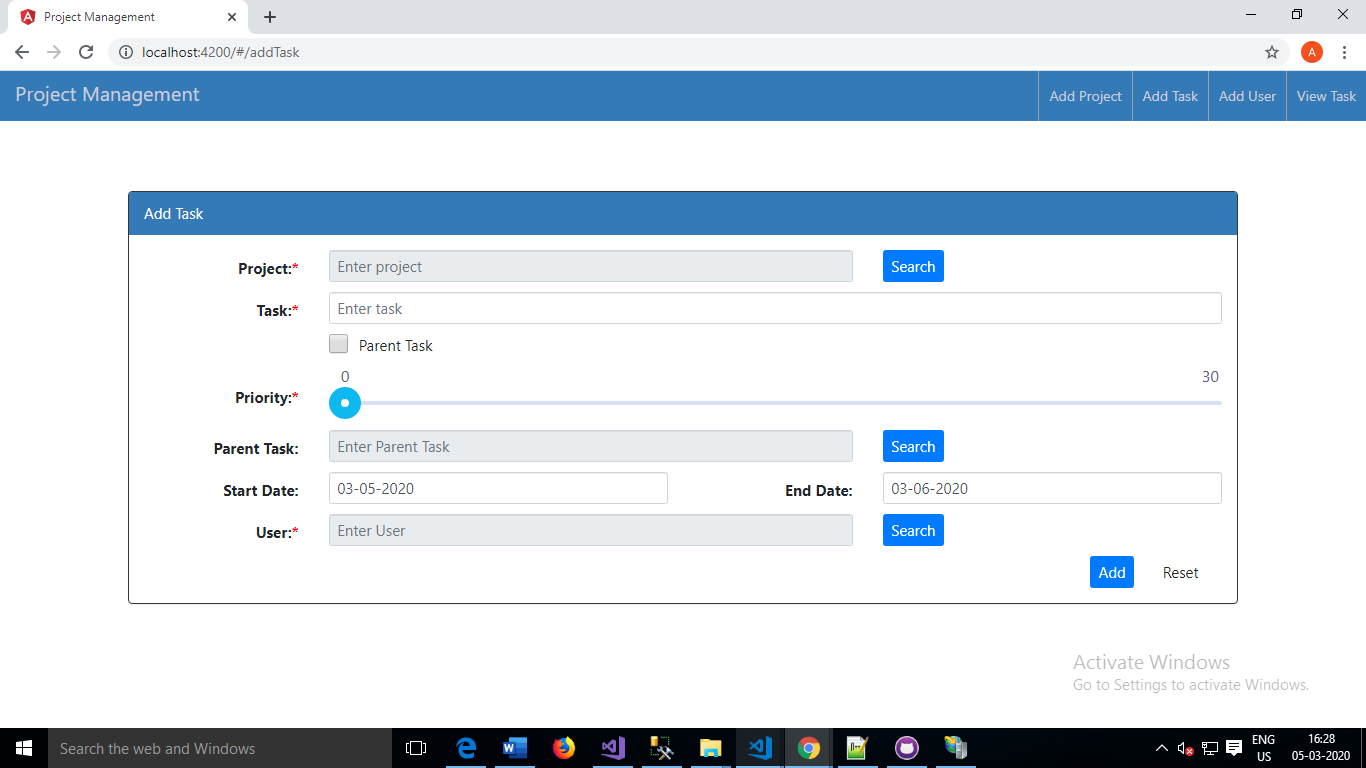 Project Management
localhost:4200/#/addTask
A
Project Management
Add Project
Add Task
Add User
View Task
Add Task
Project:*
Enter project
Search
Task:*
Enter task
Parent Task
0
30
Priority:*
Parent Task:
Enter Parent Task
Search
Start Date:
03-05-2020
End Date:
03-06-2020
User:*
Enter User
Search
Add
Reset
Activate Windows
Go to Settings to activate Windows.
Search the web and Windows
ENG
US
16:28
05-03-2020